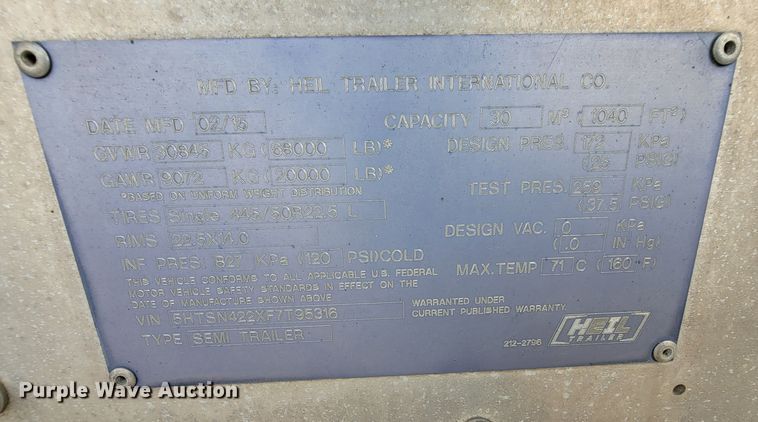 MFD BY: HEIL TRAILER INTERNATIONAL CO.
DATE MFD 02/15 CAPACITY 30 M³ (1040 FT³)
GVWR 30845 KG (68000 LB)* DESIGN PRES. 172 KPa
(25 PSIG)
GAWR 9072 KG (20000 LB)*
*BASED ON UNIFORM WEIGHT DISTRIBUTION
TEST PRES. 259 KPa
(37.5 PSIG)
TIRES Single 445/50R22.5 L
RIMS 22.5X14.0 DESIGN VAC. 0 KPa
(.0 IN Hg)
INF PRES: 827 KPa (120 PSI)COLD MAX. TEMP 71 C (160 F)
THIS VEHICLE CONFORMS TO ALL APPLICABLE U.S. FEDERAL
MOTOR VEHICLE SAFETY STANDARDS IN EFFECT ON THE
DATE OF MANUFACTURE SHOWN ABOVE
VIN 5HTSN422XF7T95316 WARRANTED UNDER
CURRENT PUBLISHED WARRANTY.
TYPE SEMI TRAILER
212-2796
HEIL
TRAILER
Purple Wave Auction